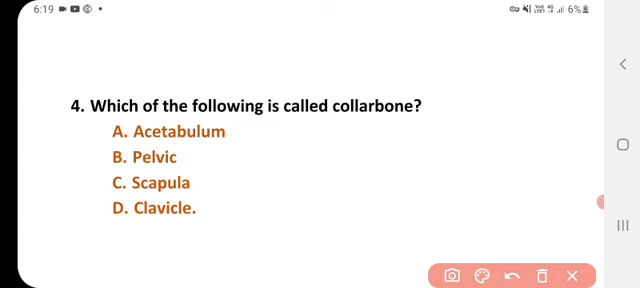 6:19
6%
4. Which of the following is called collarbone?
A. Acetabulum
B. Pelvic
C. Scapula
D. Clavicle.